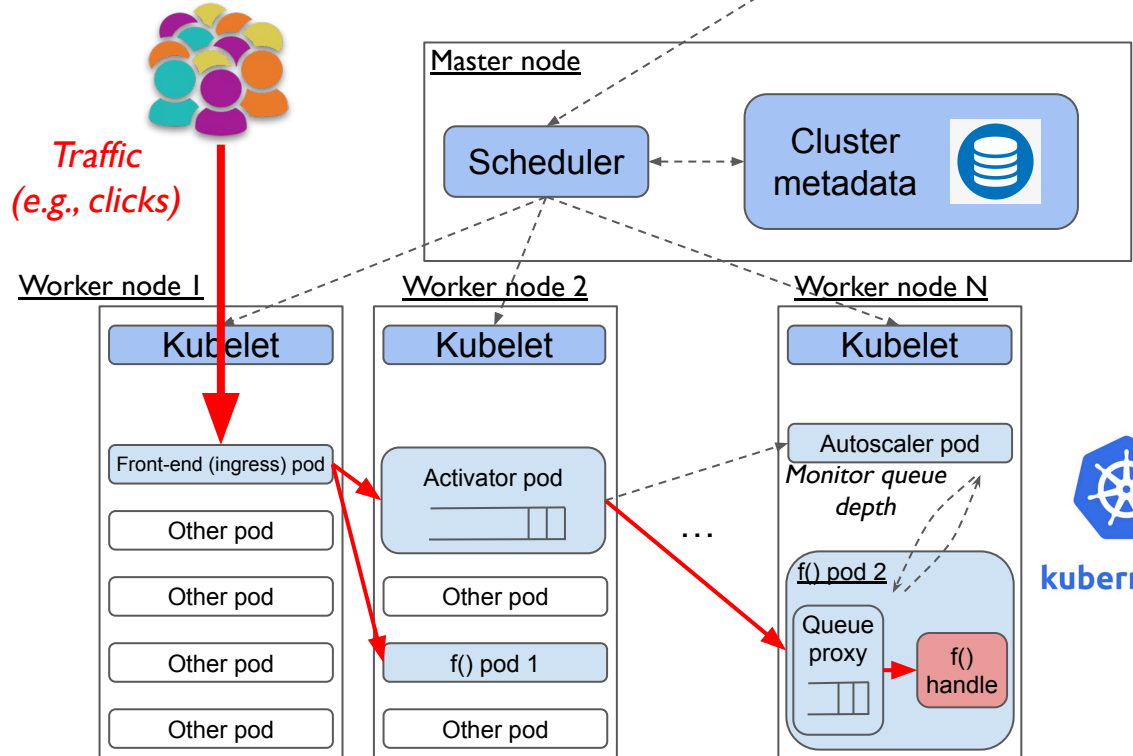 Master node
Scheduler
Cluster
metadata
Traffic
(e.g., clicks)
Worker node 1
Worker node 2
Worker node N
Kubelet
Kubelet
Kubelet
Front-end (ingress) pod
Other pod
Other pod
Other pod
Other pod
Activator pod
Other pod
f() pod 1
Other pod
...
Autoscaler pod
Monitor queue
depth
f() pod 2
Queue
proxy
f()
handle
kubern